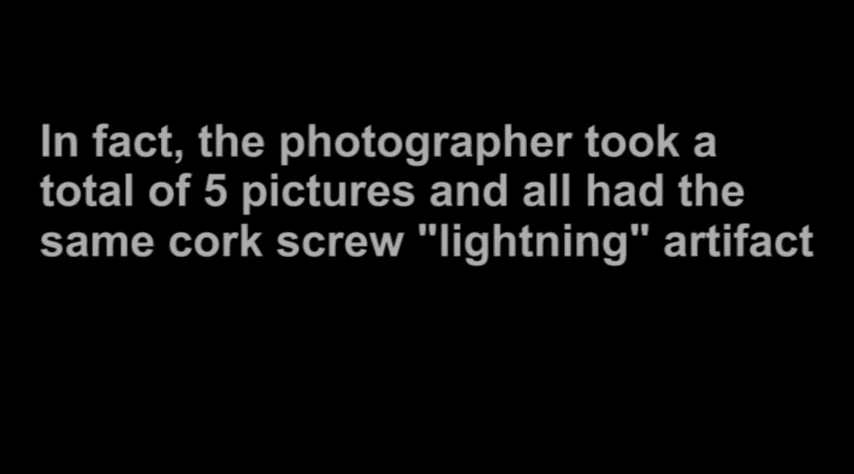 In fact, the photographer took a
total of 5 pictures and all had the
same cork screw "lightning" artifact